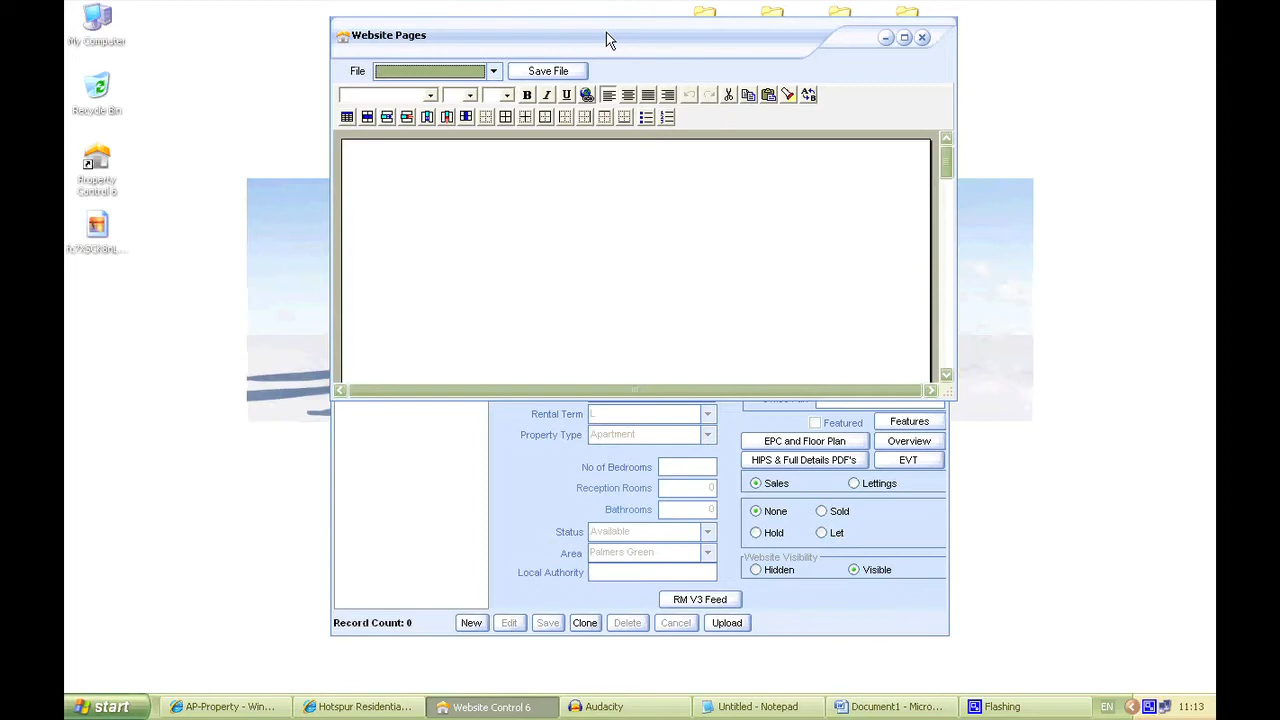 My Computer
Recycle Bin
Property
Control 6
Website Pages
File
Save File
B I U
Rental Term L
Property Type Apartment
No of Bedrooms
Reception Rooms 0
Bathrooms 0
Status Available
Area Palmers Green
Local Authority
Featured Features
EPC and Floor Plan Overview
HIPS & Full Details PDF's EVT
Sales Lettings
None Sold
Hold Let
Website Visibility
Hidden Visible
RM V3 Feed
Record Count: 0 New Edit Save Clone Delete Cancel Upload
start AP-Property - Win... Hotspur Residentia... Website Control 6 Audacity Untitled - Notepad Document1 - Micro... Flashing EN 11:13